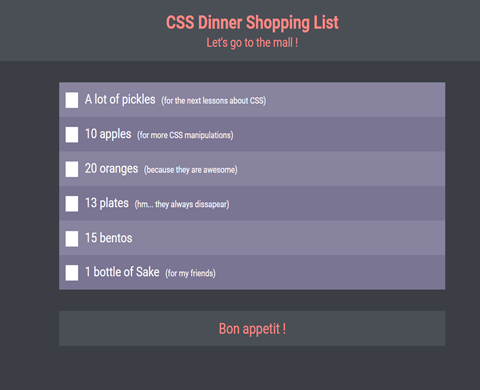 CSS Dinner Shopping List
Let's go to the mall !
A lot of pickles (for the next lessons about CSS)
10 apples (for more CSS manipulations)
20 oranges (because they are awesome)
13 plates (hm... they always dissapear)
15 bentos
1 bottle of Sake (for my friends)
Bon appetit !